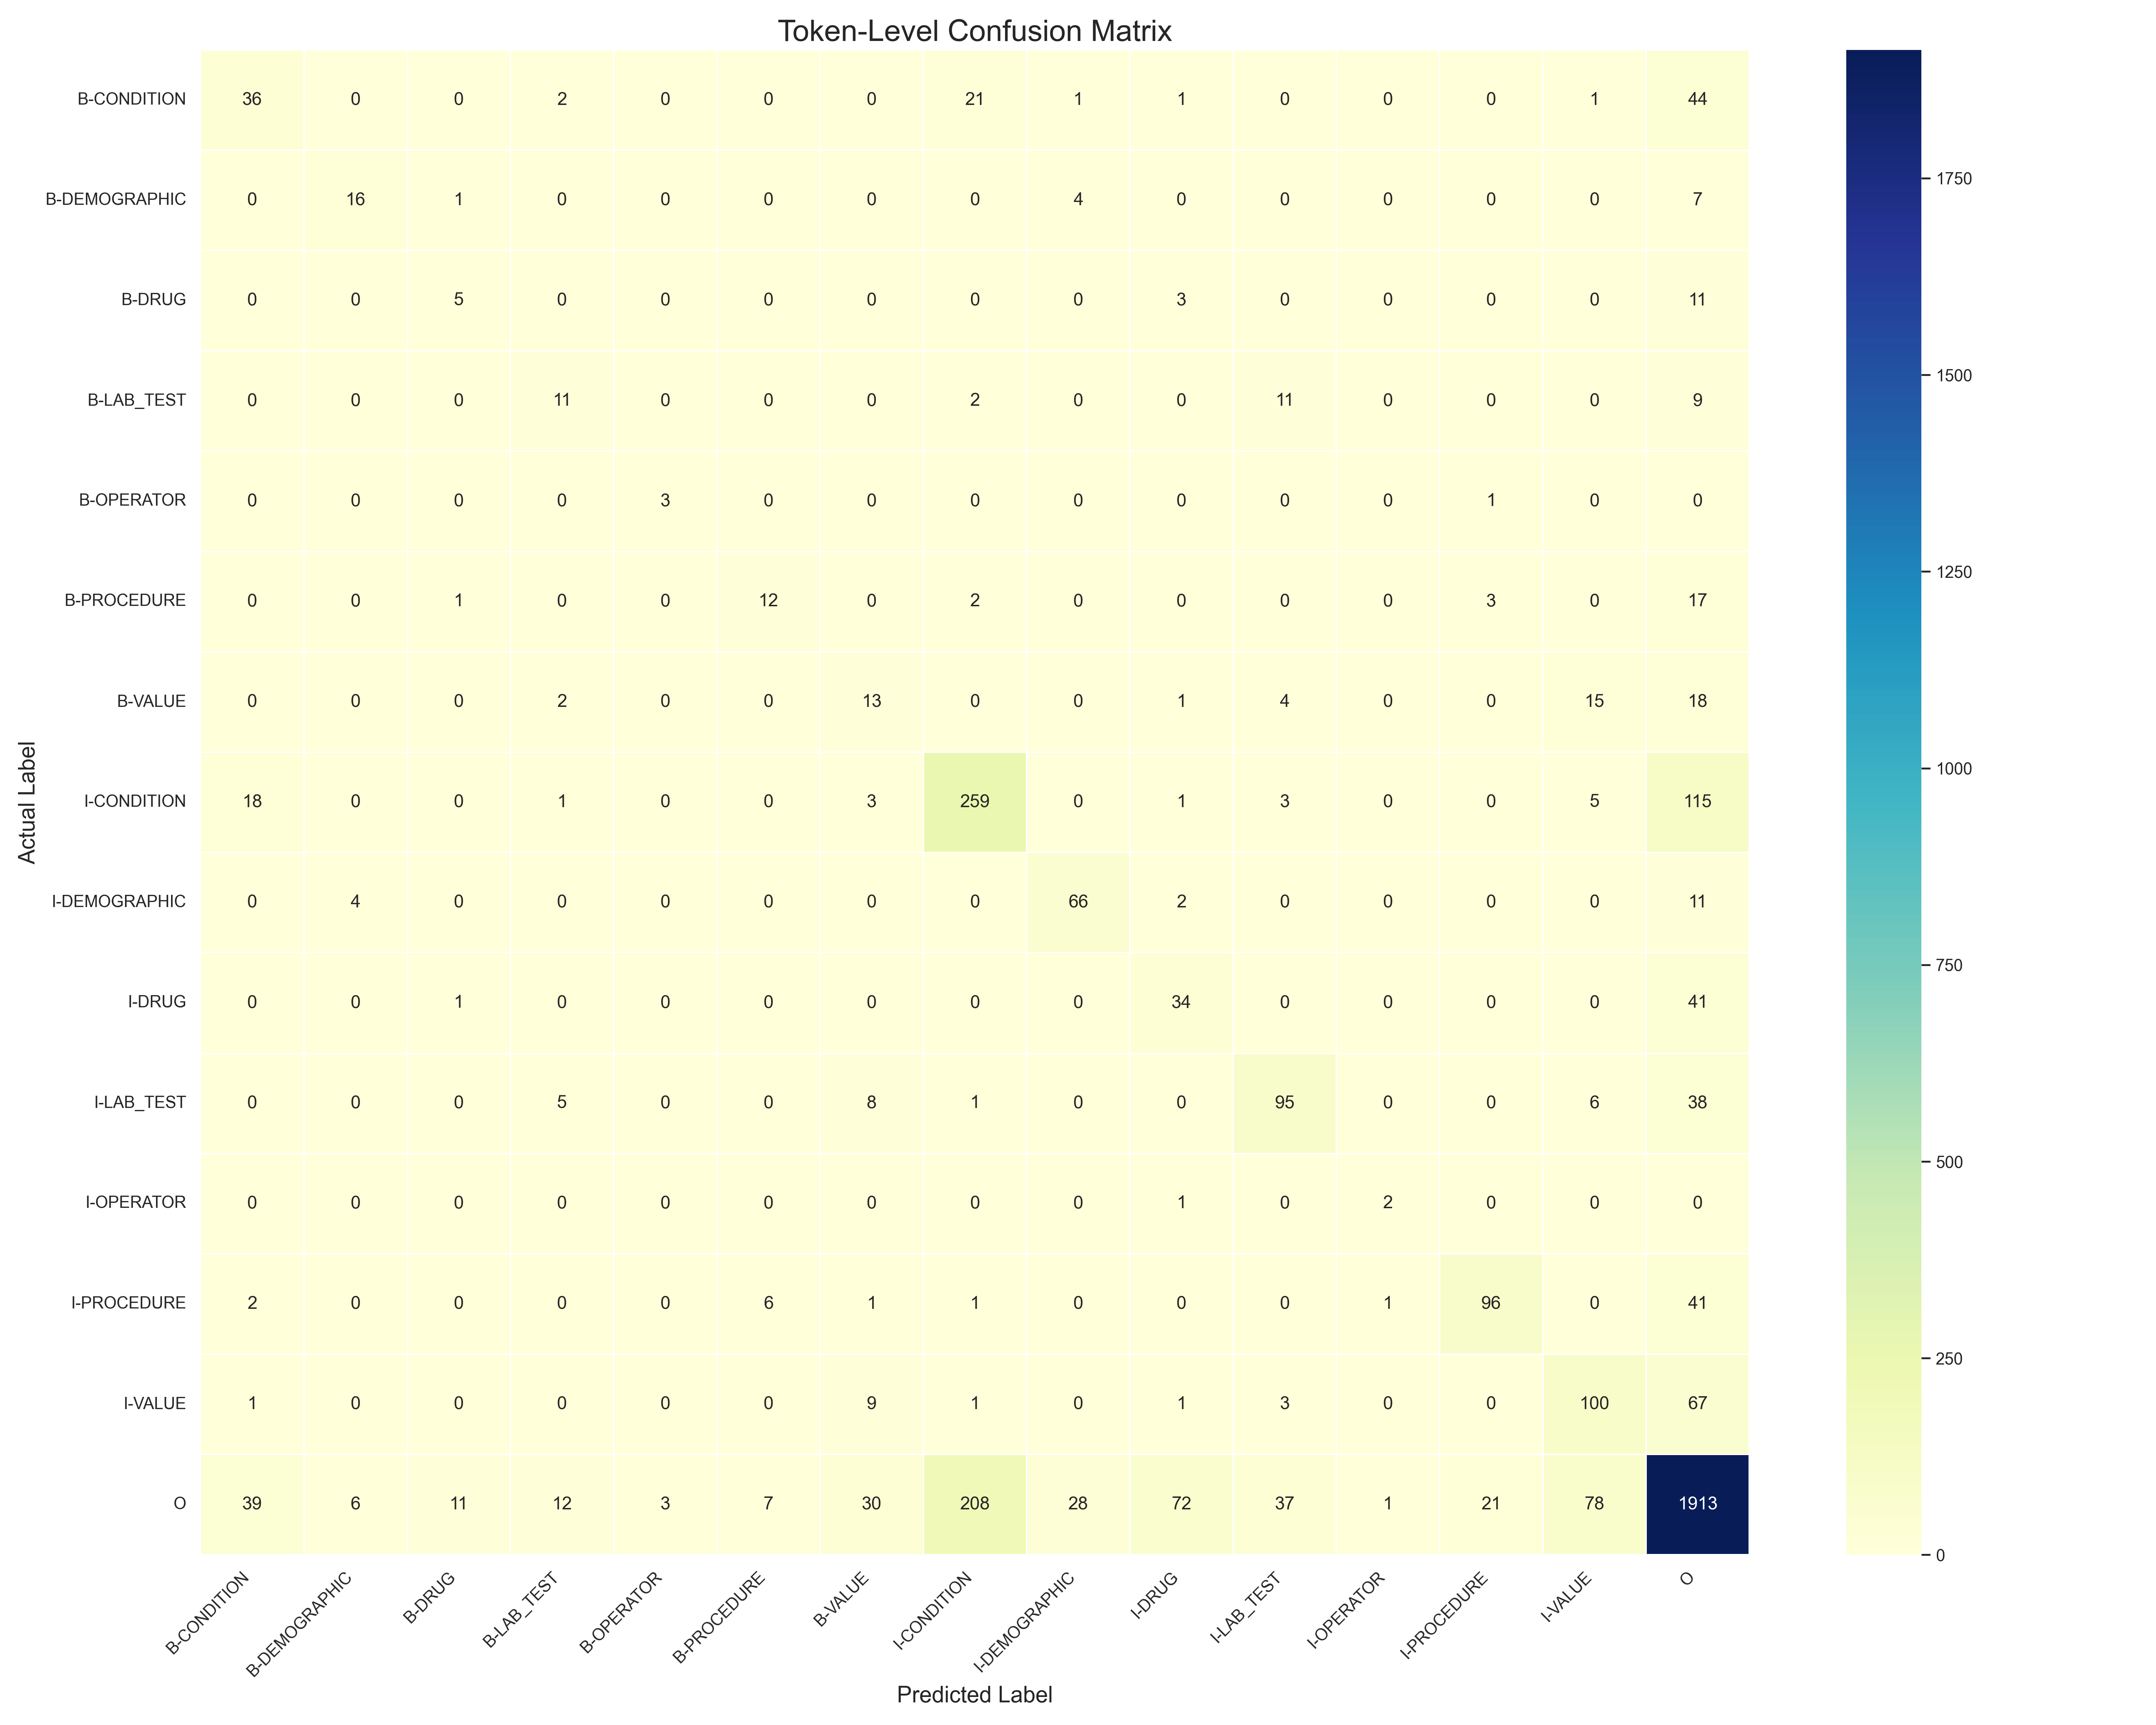 Token-Level Confusion Matrix
B-CONDITION 36 0 0 2 0 0 0 21 1 1 0 0 0 1 44
B-DEMOGRAPHIC 0 16 1 0 0 0 0 0 4 0 0 0 0 0 7
B-DRUG 0 0 5 0 0 0 0 0 0 3 0 0 0 0 11
B-LAB_TEST 0 0 0 11 0 0 0 2 0 0 11 0 0 0 9
B-OPERATOR 0 0 0 0 3 0 0 0 0 0 0 0 1 0 0
B-PROCEDURE 0 0 1 0 0 12 0 2 0 0 0 0 3 0 17
B-VALUE 0 0 0 2 0 0 13 0 0 1 4 0 0 15 18
I-CONDITION 18 0 0 1 0 0 3 259 0 1 3 0 0 5 115
I-DEMOGRAPHIC 0 4 0 0 0 0 0 0 66 2 0 0 0 0 11
I-DRUG 0 0 1 0 0 0 0 0 0 34 0 0 0 0 41
I-LAB_TEST 0 0 0 5 0 0 8 1 0 0 95 0 0 6 38
I-OPERATOR 0 0 0 0 0 0 0 0 0 1 0 2 0 0 0
I-PROCEDURE 2 0 0 0 0 6 1 1 0 0 0 1 96 0 41
I-VALUE 1 0 0 0 0 0 9 1 0 1 3 0 0 100 67
O 39 6 11 12 3 7 30 208 28 72 37 1 21 78 1913
Actual Label
B-CONDITION
B-DEMOGRAPHIC
B-DRUG
B-LAB_TEST
B-OPERATOR
B-PROCEDURE
B-VALUE
I-CONDITION
I-DEMOGRAPHIC
I-DRUG
I-LAB_TEST
I-OPERATOR
I-PROCEDURE
I-VALUE
O
Predicted Label
1750
1500
1250
1000
750
500
250
0